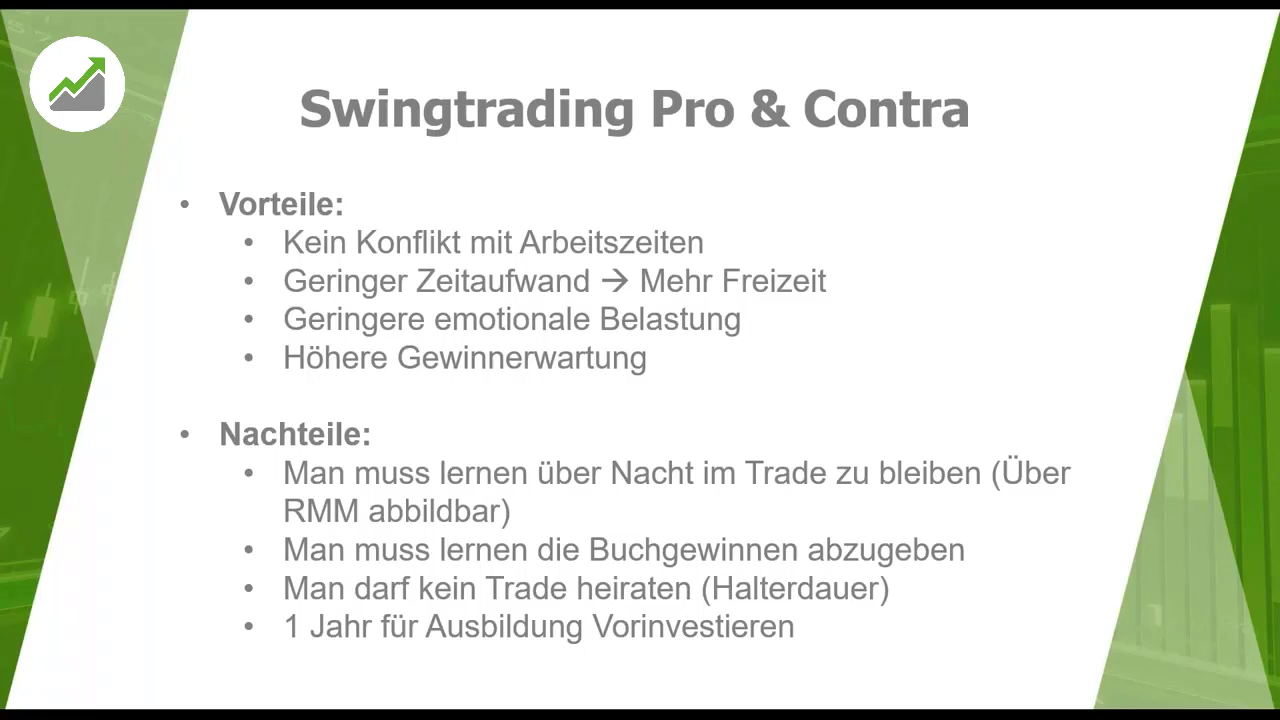 Swingtrading Pro & Contra
• Vorteile:
• Kein Konflikt mit Arbeitszeiten
• Geringer Zeitaufwand → Mehr Freizeit
• Geringere emotionale Belastung
• Höhere Gewinnerwartung
• Nachteile:
• Man muss lernen über Nacht im Trade zu bleiben (Über
RMM abbildbar)
• Man muss lernen die Buchgewinnen abzugeben
• Man darf kein Trade heiraten (Halterdauer)
• 1 Jahr für Ausbildung Vorinvestieren